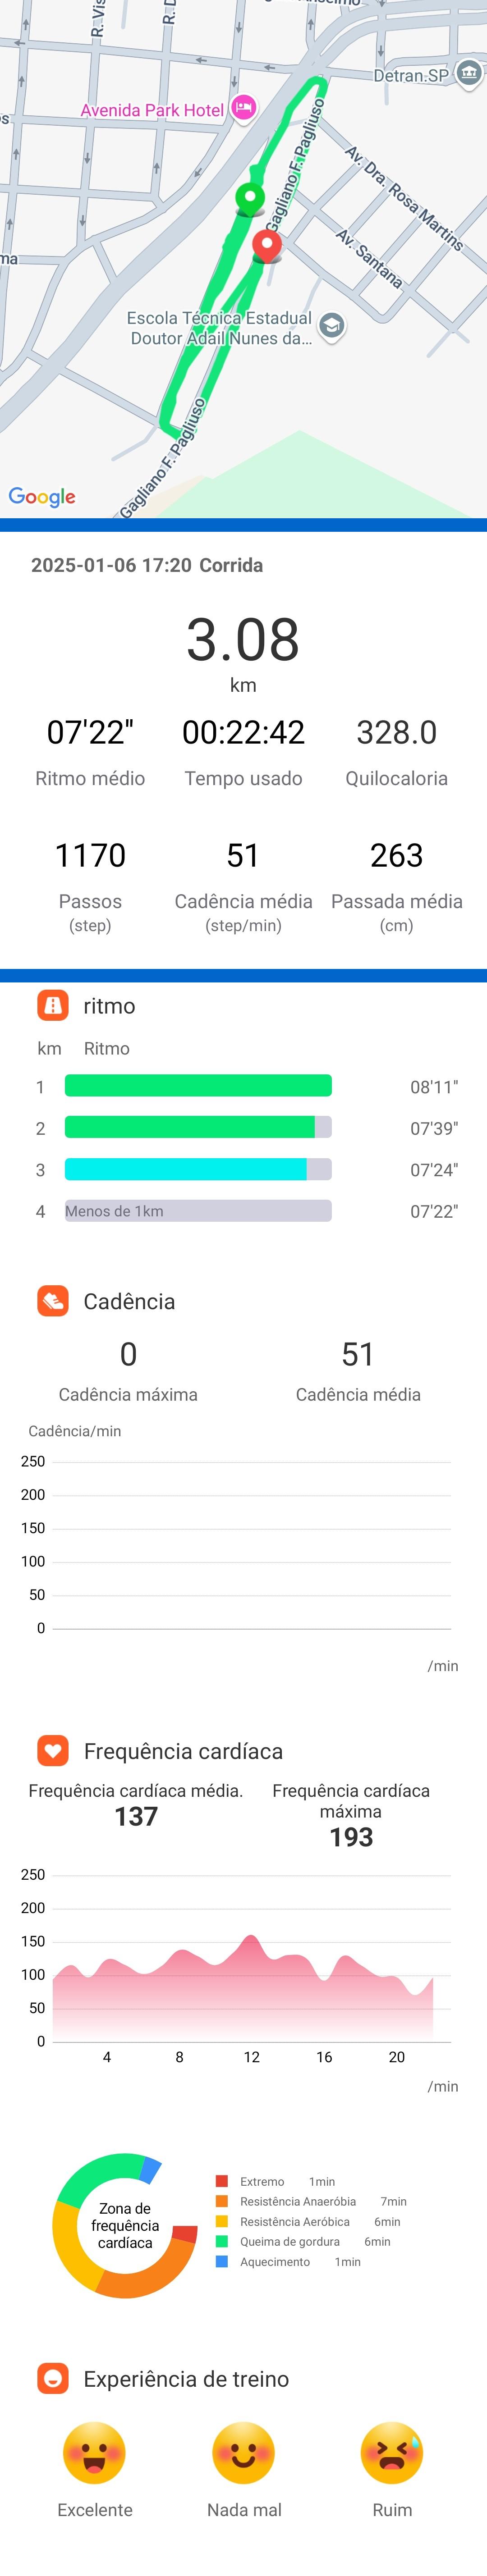 Anselmo
R. Vis
R. D
Detran.SP
Avenida Park Hotel
os
Gagliano F. Pagliuso
Av. Dra. Rosa Martins
Av. Santana
ma
Escola Técnica Estadual
Doutor Adail Nunes da...
Gagliano F. Pagliuso
Google
2025-01-06 17:20 Corrida
3.08
km
07'22" 00:22:42 328.0
Ritmo médio Tempo usado Quilocaloria
1170 51 263
Passos Cadência média Passada média
(step) (step/min) (cm)
ritmo
km Ritmo
1 08'11"
2 07'39"
3 07'24"
4 Menos de 1km 07'22"
Cadência
0 51
Cadência máxima Cadência média
Cadência/min
250
200
150
100
50
0
/min
Frequência cardíaca
Frequência cardíaca média. Frequência cardíaca
máxima
137 193
250
200
150
100
50
0
4 8 12 16 20
/min
Zona de
frequência
cardíaca
Extremo 1min
Resistência Anaeróbia 7min
Resistência Aeróbica 6min
Queima de gordura 6min
Aquecimento 1min
Experiência de treino
Excelente Nada mal Ruim